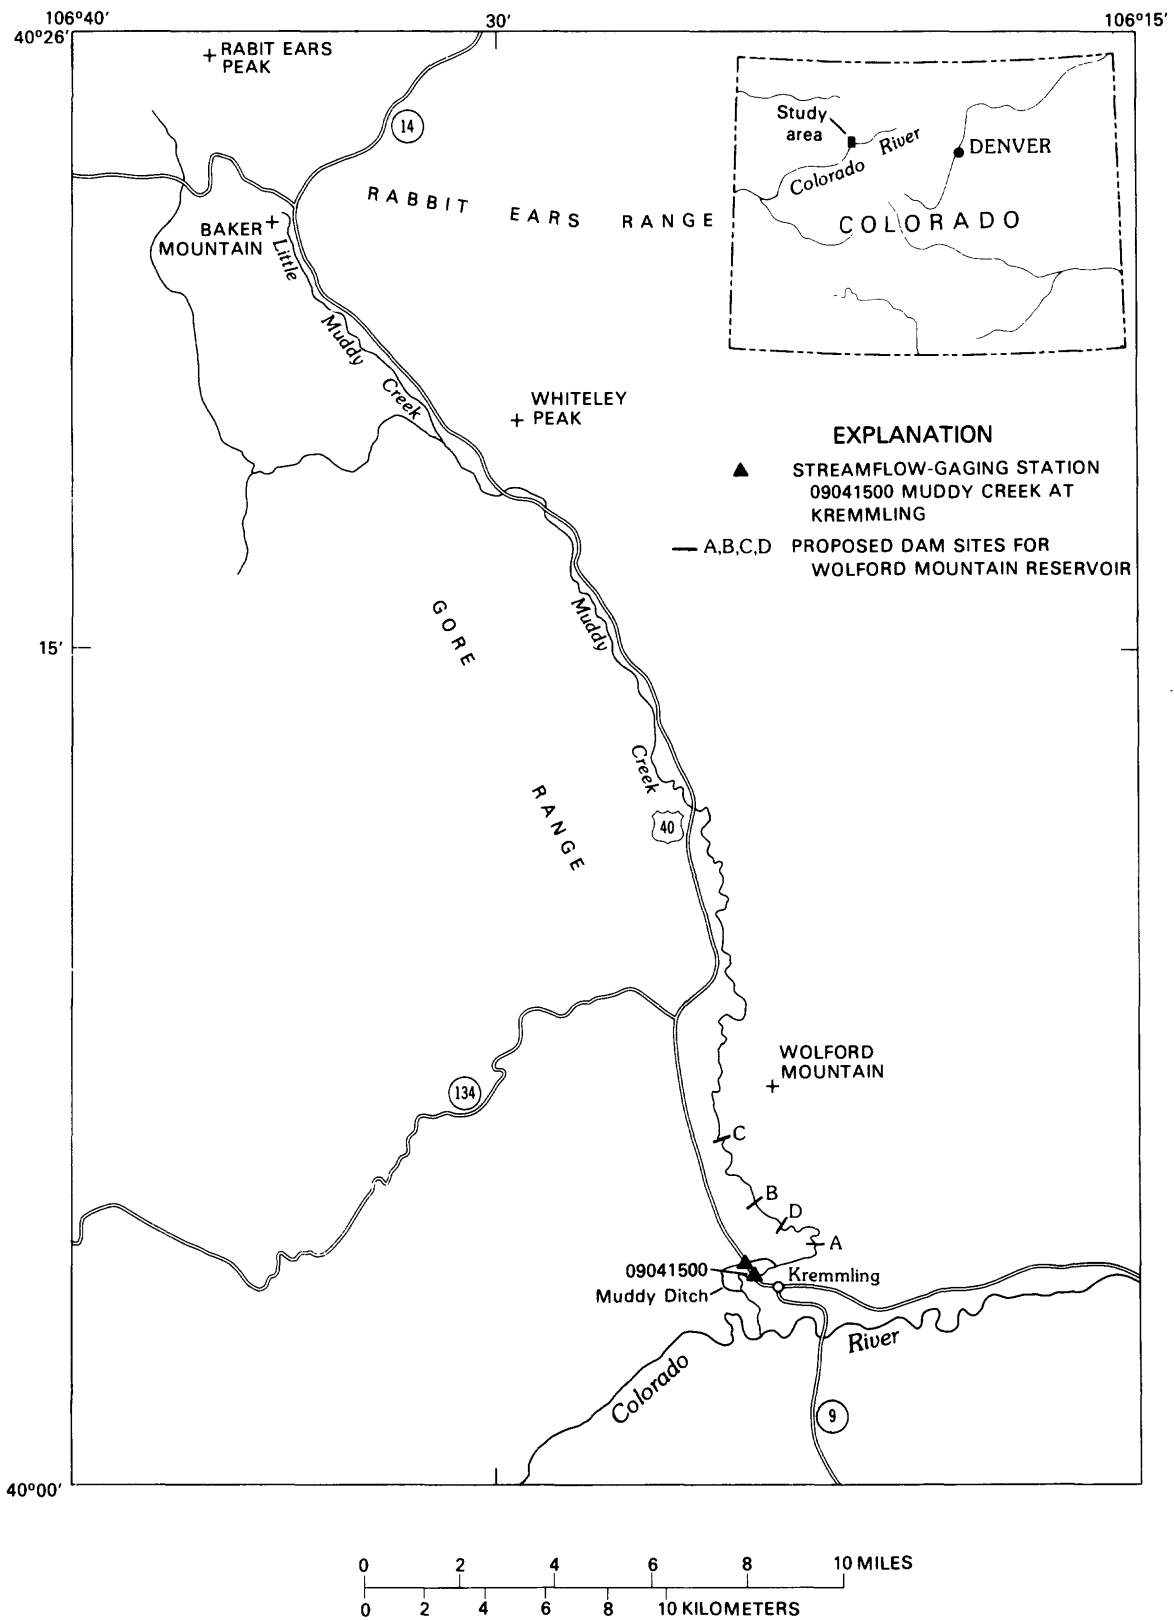 106°40'
30'
106°15'
40°26'
RABIT EARS
PEAK
14
Study
area
River
DENVER
Colorado
COLORADO
RABBIT EARS RANGE
BAKER
MOUNTAIN
Little
Muddy
Creek
WHITELEY
PEAK
EXPLANATION
STREAMFLOW-GAGING STATION
09041500 MUDDY CREEK AT
KREMMLING
A,B,C,D PROPOSED DAM SITES FOR
WOLFORD MOUNTAIN RESERVOIR
GORE
15'
Muddy
Creek
RANGE
40
WOLFORD
MOUNTAIN
134
C
B
D
A
09041500
Kremmling
Muddy Ditch
River
Colorado
9
40°00'
0 2 4 6 8 10 MILES
0 2 4 6 8 10 KILOMETERS